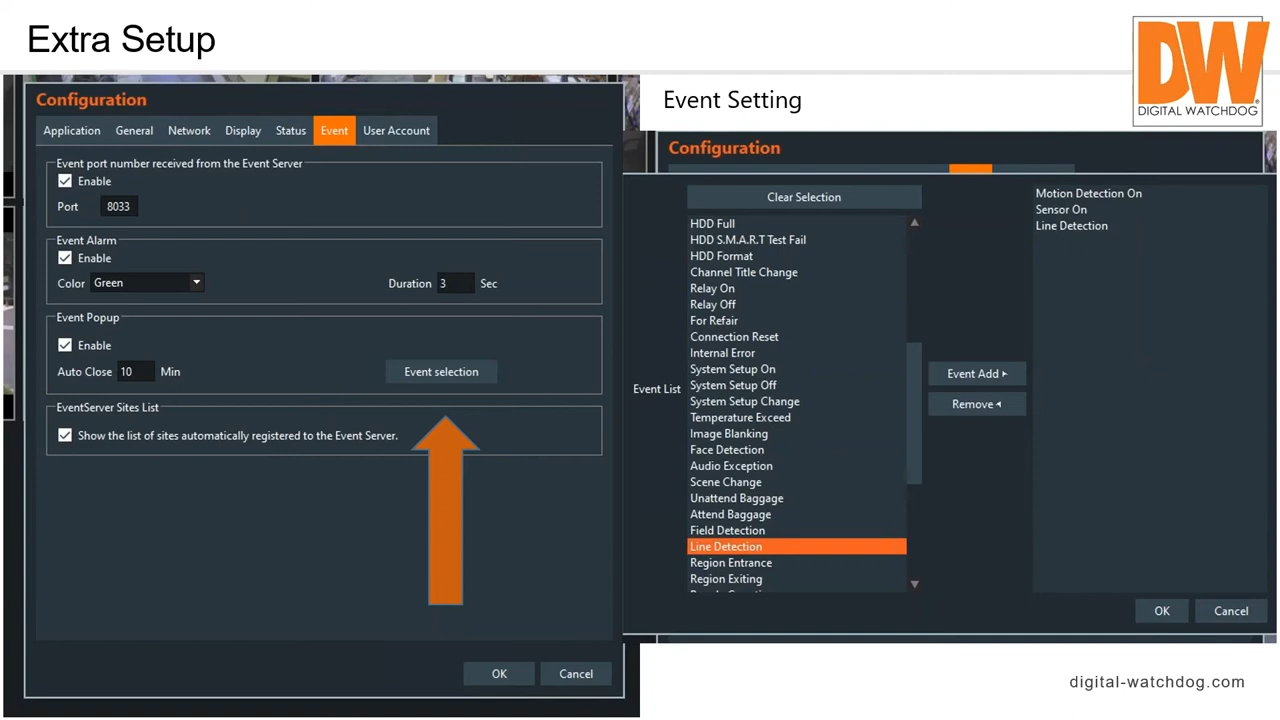 Extra Setup
DW
DIGITAL WATCHDOG
Configuration
Application General Network Display Status Event User Account
Event port number received from the Event Server
Enable
Port 8033
Event Alarm
Enable
Color Green Duration 3 Sec
Event Popup
Enable
Auto Close 10 Min Event selection
EventServer Sites List
Show the list of sites automatically registered to the Event Server.
OK Cancel
Event Setting
Configuration
Clear Selection
HDD Full
HDD S.M.A.R.T Test Fail
HDD Format
Channel Title Change
Relay On
Relay Off
For Refair
Connection Reset
Internal Error
System Setup On
System Setup Off
System Setup Change
Temperature Exceed
Image Blanking
Face Detection
Audio Exception
Scene Change
Unattend Baggage
Attend Baggage
Field Detection
Line Detection
Region Entrance
Region Exiting
Event List
Event Add
Remove
Motion Detection On
Sensor On
Line Detection
OK Cancel
digital-watchdog.com